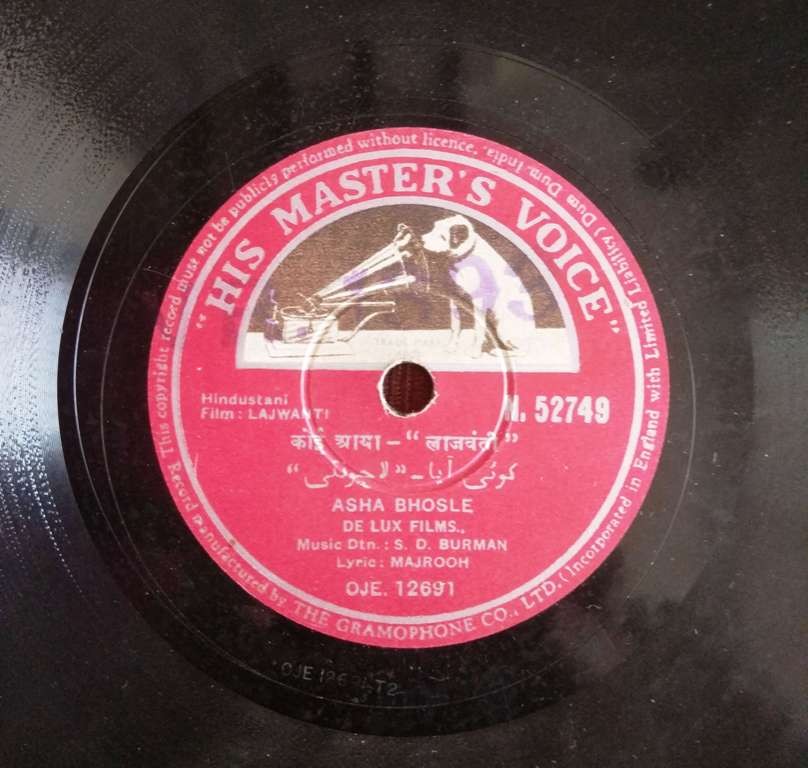 "HIS MASTER'S VOICE"
TRADE MARK
Hindustani
Film : LAJWANTI
N. 52749
कोई आया - "लाजवंती"
کوئی آیا - "لاجونتی"
ASHA BHOSLE
DE LUX FILMS.
Music Dtn. : S. D. BURMAN
Lyric : MAJROOH
OJE. 12691
This copyright record must not be publicly performed without licence.
Record manufactured by THE GRAMOPHONE CO., LTD. (Incorporated in England with Limited Liability) Dum Dum, India.